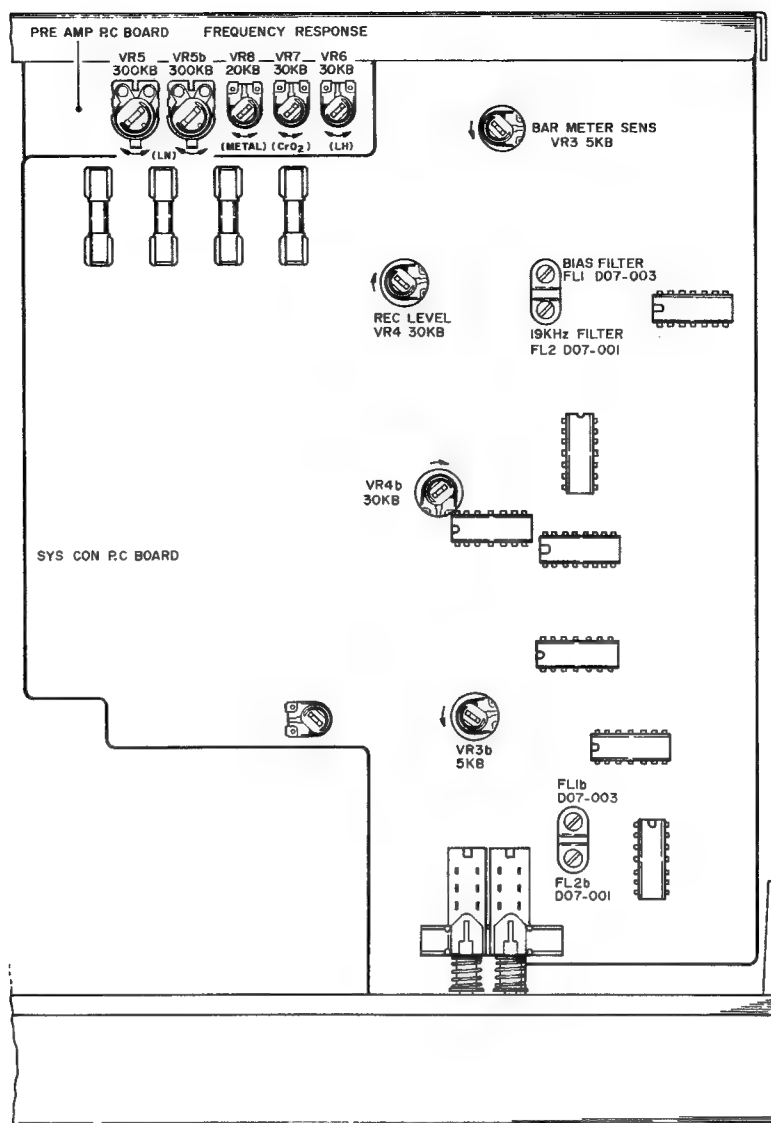 PRE AMP P.C BOARD
FREQUENCY RESPONSE
VR5
300KB
VR5b
300KB
VR8
20KB
VR7
30KB
VR6
30KB
(LN)
(METAL)
(CrO2)
(LH)
BAR METER SENS
VR3 5KB
REC LEVEL
VR4 30KB
BIAS FILTER
FL1 D07-003
19KHz FILTER
FL2 D07-001
VR4b
30KB
SYS CON P.C BOARD
VR3b
5KB
FL1b
D07-003
FL2b
D07-001